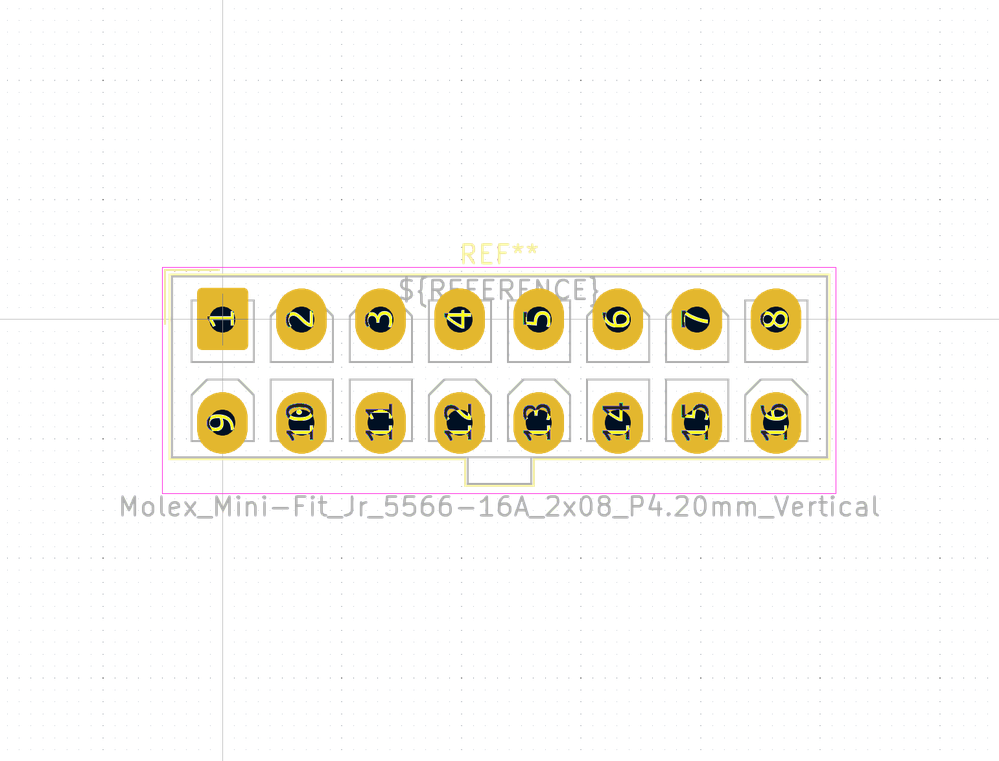 REF**
${REFERENCE}
1 2 3 4 5 6 7 8
9 10 11 12 13 14 15 16
Molex_Mini-Fit_Jr_5566-16A_2x08_P4.20mm_Vertical